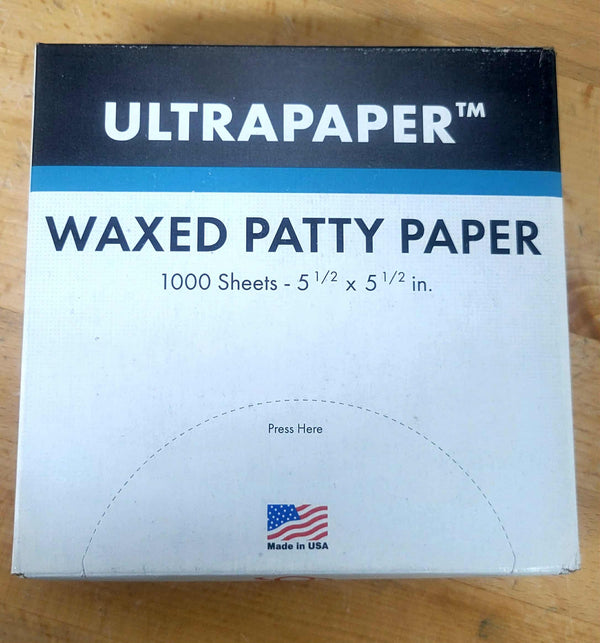 ULTRAPAPER™
WAXED PATTY PAPER
1000 Sheets - 5 1/2 x 5 1/2 in.
Press Here
Made in USA